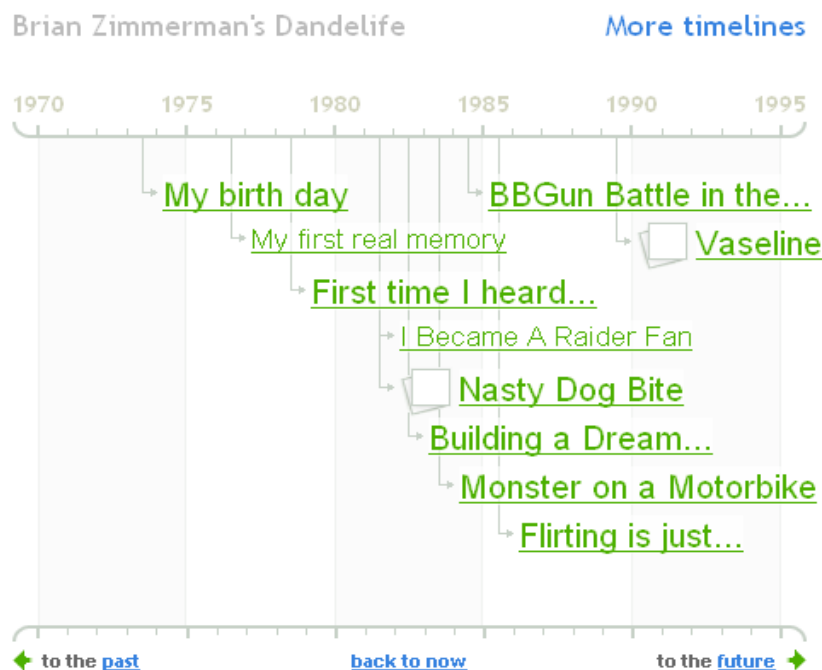 Brian Zimmerman's Dandelife More timelines
1970 1975 1980 1985 1990 1995
My birth day BBGun Battle in the...
My first real memory Vaseline
First time I heard...
I Became A Raider Fan
Nasty Dog Bite
Building a Dream...
Monster on a Motorbike
Flirting is just...
to the past back to now to the future